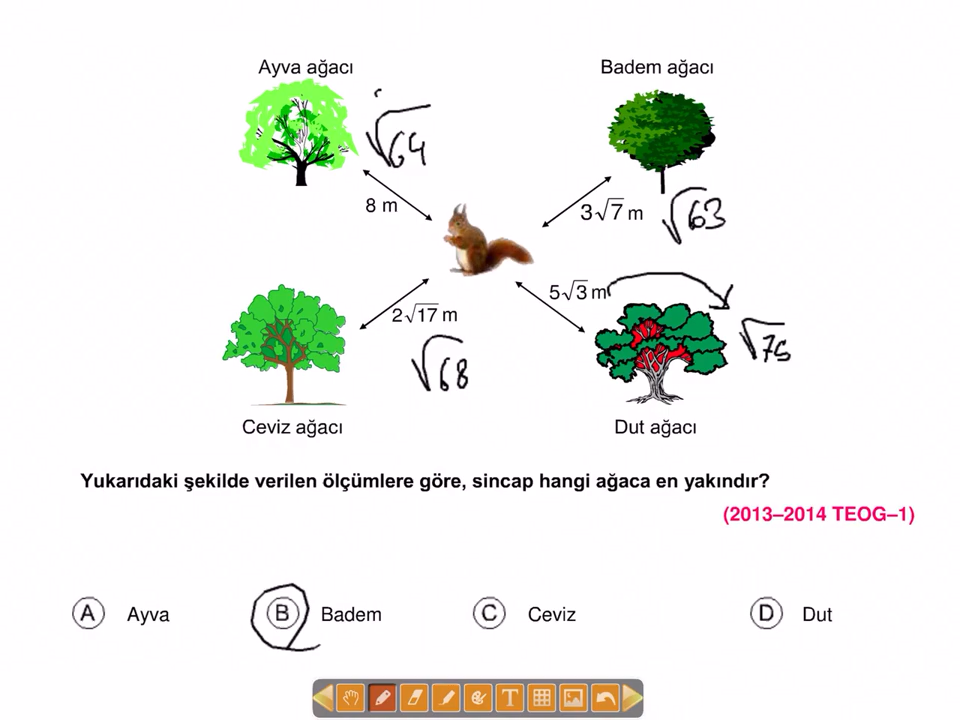 Ayva ağacı
Badem ağacı
√64
8 m
3√7 m
√63
2√17 m
5√3 m
√68
√75
Ceviz ağacı
Dut ağacı
Yukarıdaki şekilde verilen ölçümlere göre, sincap hangi ağaca en yakındır?
(2013–2014 TEOG–1)
A Ayva
B Badem
C Ceviz
D Dut
T